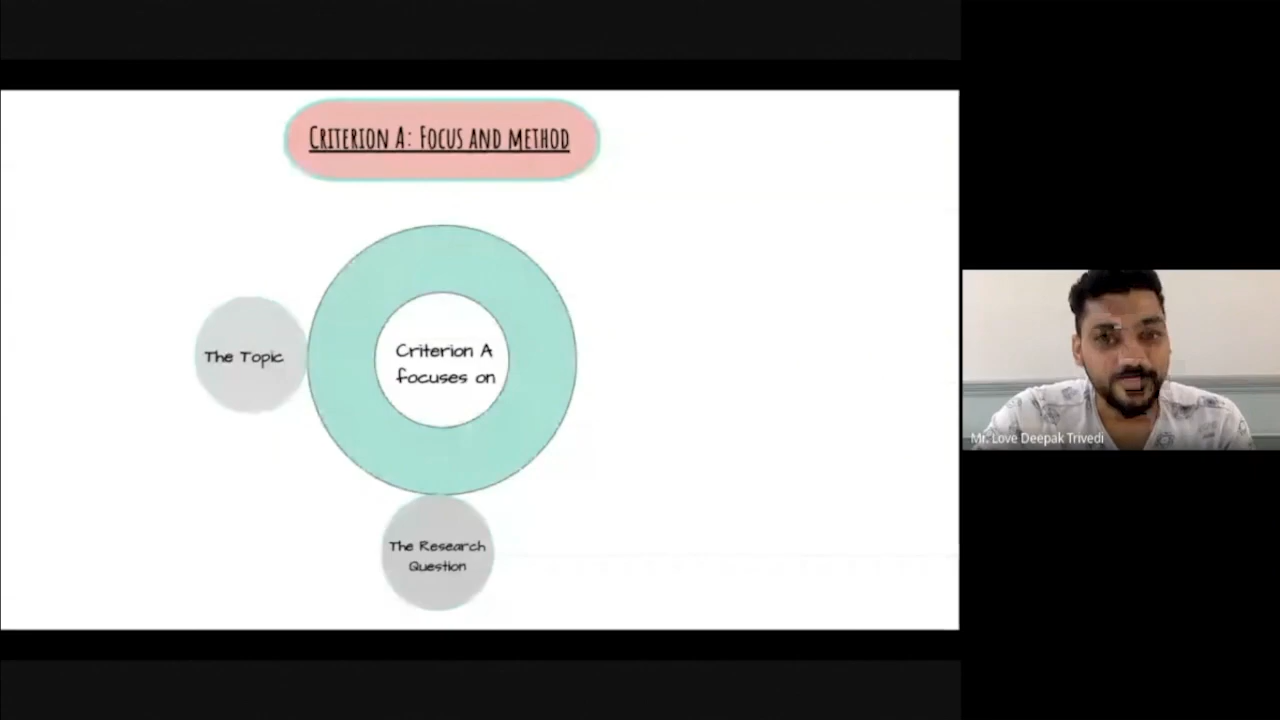 Criterion A: Focus and method
Criterion A
focuses on
The Topic
The Research
Question
Mr. Love Deepak Trivedi